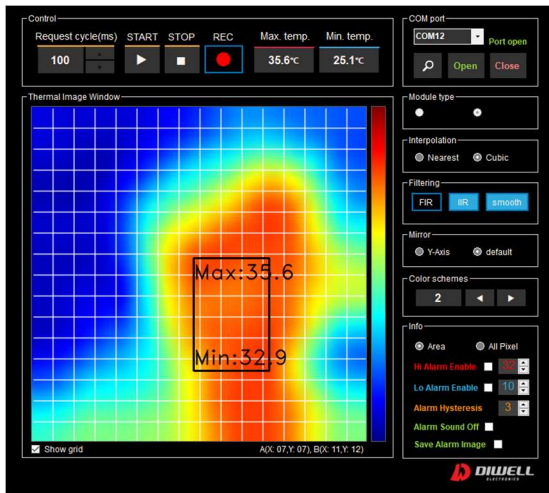 Control
Request cycle(ms) START STOP REC Max. temp. Min. temp.
100 35.6℃ 25.1℃
COM port
COM12 Port open
Open Close
Thermal Image Window
Max:35.6
Min:32.9
Show grid A(X: 07,Y: 07), B(X: 11,Y: 12)
Module type
Interpolation
Nearest Cubic
Filtering
FIR IIR smooth
Mirror
Y-Axis default
Color schemes
2
Info
Area All Pixel
Hi Alarm Enable 32
Lo Alarm Enable 10
Alarm Hysteresis 3
Alarm Sound Off
Save Alarm Image
DIWELL
ELECTRONICS